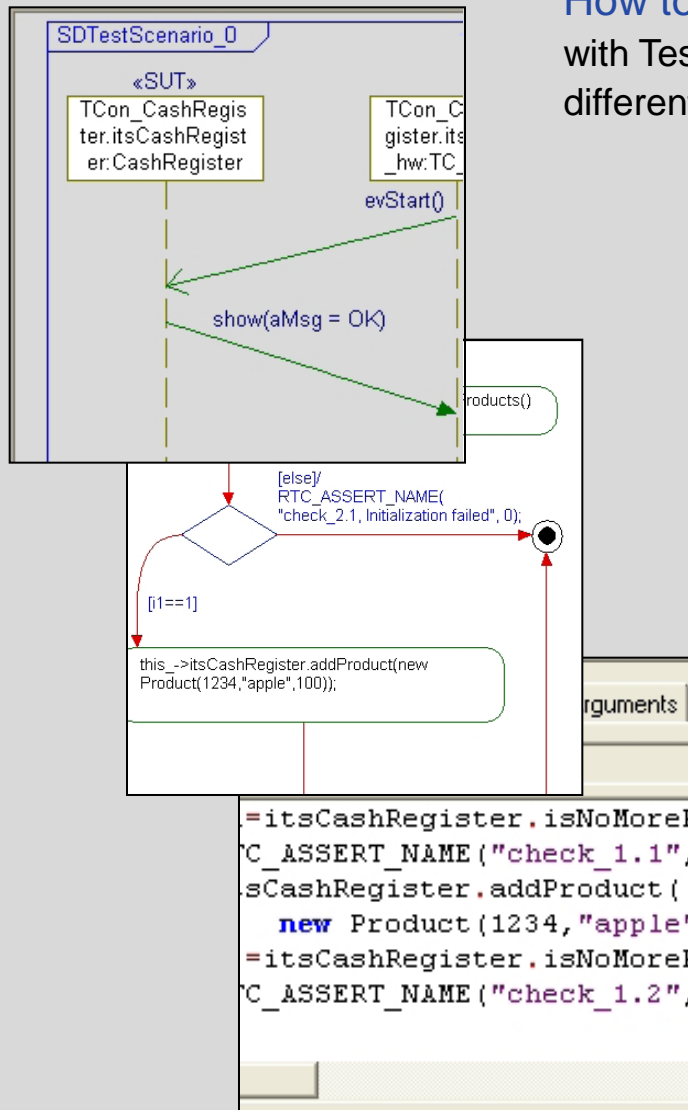 How to
with Tes
different
SDTestScenario_0
«SUT»
TCon_CashRegis
ter.itsCashRegist
er:CashRegister
TCon_C
gister.its
_hw:TC_
evStart()
show(aMsg = OK)
roducts()
[else]/
RTC_ASSERT_NAME(
"check_2.1, Initialization failed", 0);
[i1==1]
this_->itsCashRegister.addProduct(new
Product(1234,"apple",100));
rguments
=itsCashRegister.isNoMore
C_ASSERT_NAME("check_1.1",
sCashRegister.addProduct(
new Product(1234,"apple"
=itsCashRegister.isNoMore
C_ASSERT_NAME("check_1.2",